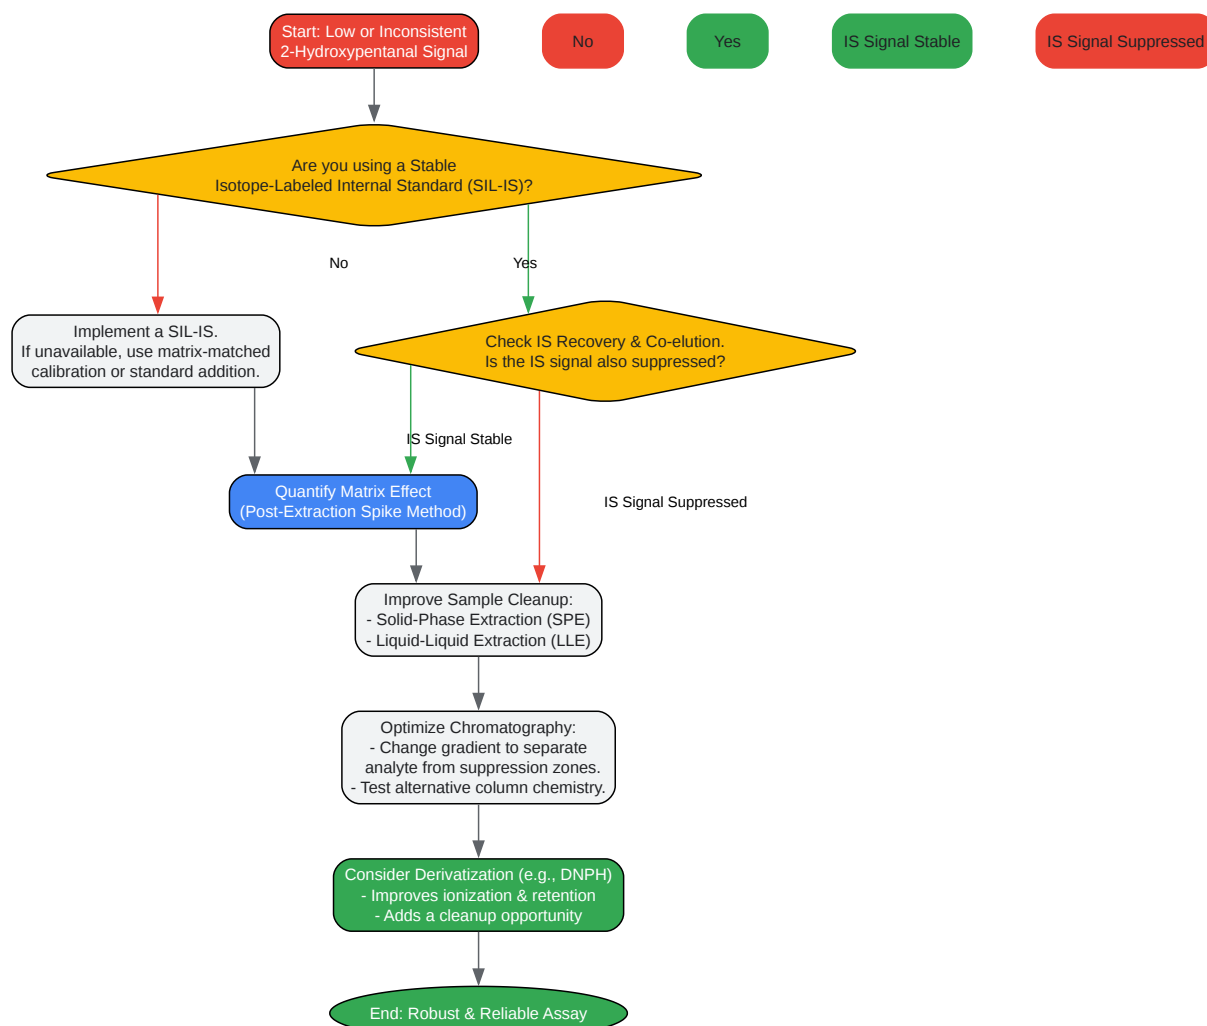 Start: Low or Inconsistent
2-Hydroxypentanal Signal
No
Yes
IS Signal Stable
IS Signal Suppressed
Are you using a Stable
Isotope-Labeled Internal Standard (SIL-IS)?
No
Yes
Implement a SIL-IS.
If unavailable, use matrix-matched
calibration or standard addition.
Check IS Recovery & Co-elution.
Is the IS signal also suppressed?
IS Signal Stable
Quantify Matrix Effect
(Post-Extraction Spike Method)
IS Signal Suppressed
Improve Sample Cleanup:
- Solid-Phase Extraction (SPE)
- Liquid-Liquid Extraction (LLE)
Optimize Chromatography:
- Change gradient to separate
analyte from suppression zones.
- Test alternative column chemistry.
Consider Derivatization (e.g., DNPH)
- Improves ionization & retention
- Adds a cleanup opportunity
End: Robust & Reliable Assay